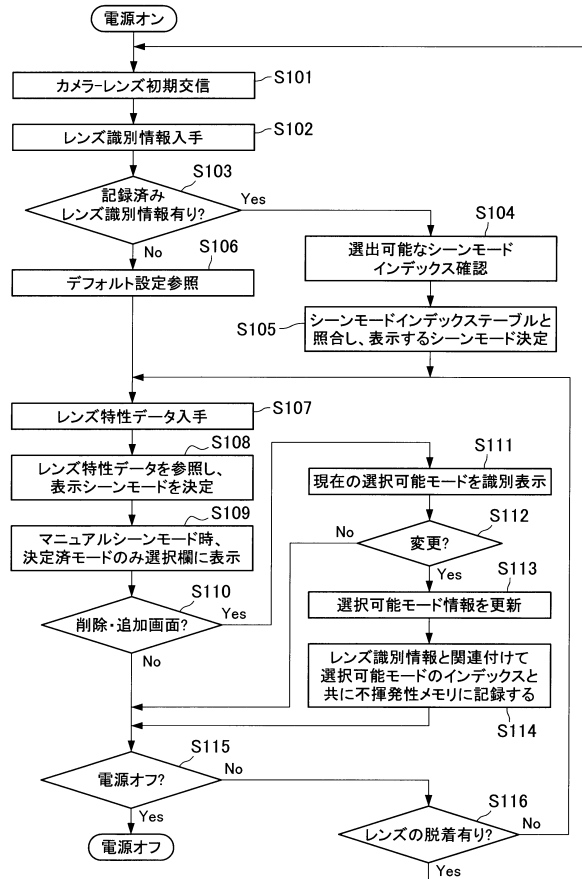 電源オン
カメラ-レンズ初期交信
S101
レンズ識別情報入手
S102
記録済み
レンズ識別情報有り?
S103
Yes
No
選出可能なシーンモード
インデックス確認
S104
シーンモードインデックステーブルと
照合し、表示するシーンモード決定
S105
デフォルト設定参照
S106
レンズ特性データ入手
S107
レンズ特性データを参照し、
表示シーンモードを決定
S108
マニュアルシーンモード時、
決定済モードのみ選択欄に表示
S109
削除・追加画面?
S110
Yes
No
現在の選択可能モードを識別表示
S111
変更?
S112
No
Yes
選択可能モード情報を更新
S113
レンズ識別情報と関連付けて
選択可能モードのインデックスと
共に不揮発性メモリに記録する
S114
電源オフ?
S115
No
Yes
電源オフ
レンズの脱着有り?
S116
No
Yes